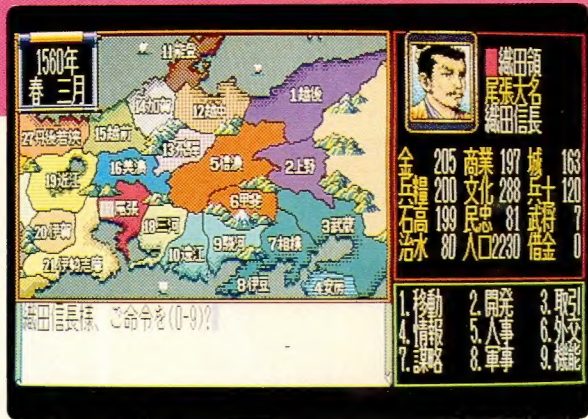 1560年
春 三月
11能登
14加賀
12越中
1越後
27丹後若狭
15越前
13飛騨
2上野
19近江
16美濃
5信濃
尾張
6甲斐
3武蔵
20伊賀
18三河
10遠江
9駿河
7相模
21伊勢志摩
8伊豆
4安房
織田信長様、ご命令を(0-9)?
織田領
尾張大名
織田信長
金 205 商業 197 城 163
兵糧 200 文化 288 兵士 120
石高 199 民忠 81 武将 7
治水 80 人口2230 借金 0
1.移動 2.開発 3.取引
4.情報 5.人事 6.外交
7.謀略 8.軍事 9.機能